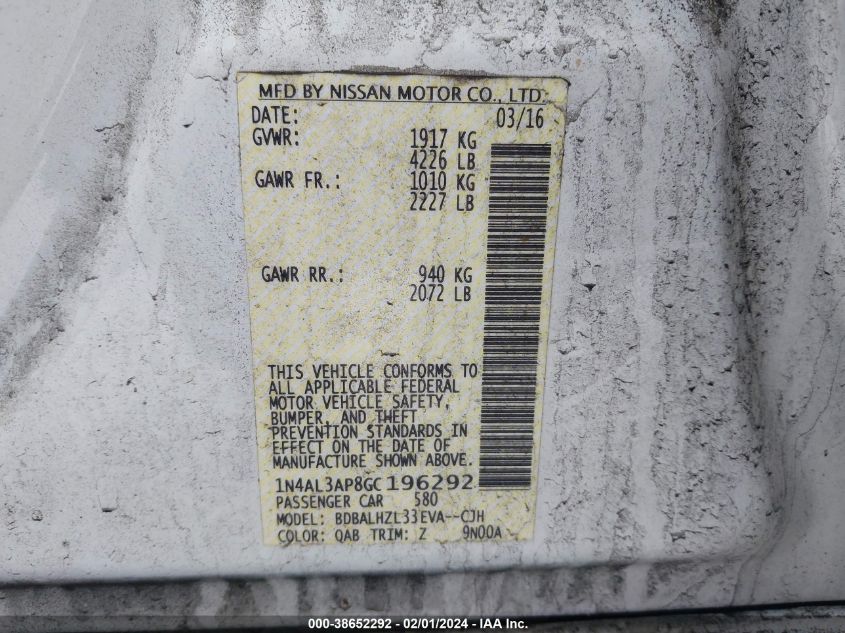 MFD BY NISSAN MOTOR CO., LTD.
DATE: 03/16
GVWR: 1917 KG
4226 LB
GAWR FR.: 1010 KG
2227 LB
GAWR RR.: 940 KG
2072 LB
THIS VEHICLE CONFORMS TO
ALL APPLICABLE FEDERAL
MOTOR VEHICLE SAFETY,
BUMPER, AND THEFT
PREVENTION STANDARDS IN
EFFECT ON THE DATE OF
MANUFACTURE SHOWN ABOVE.
1N4AL3AP8GC196292
PASSENGER CAR 580
MODEL: BDBALHZL33EVA--CJH
COLOR: QAB TRIM: Z 9N00A
000-38652292 - 02/01/2024 - IAA Inc.